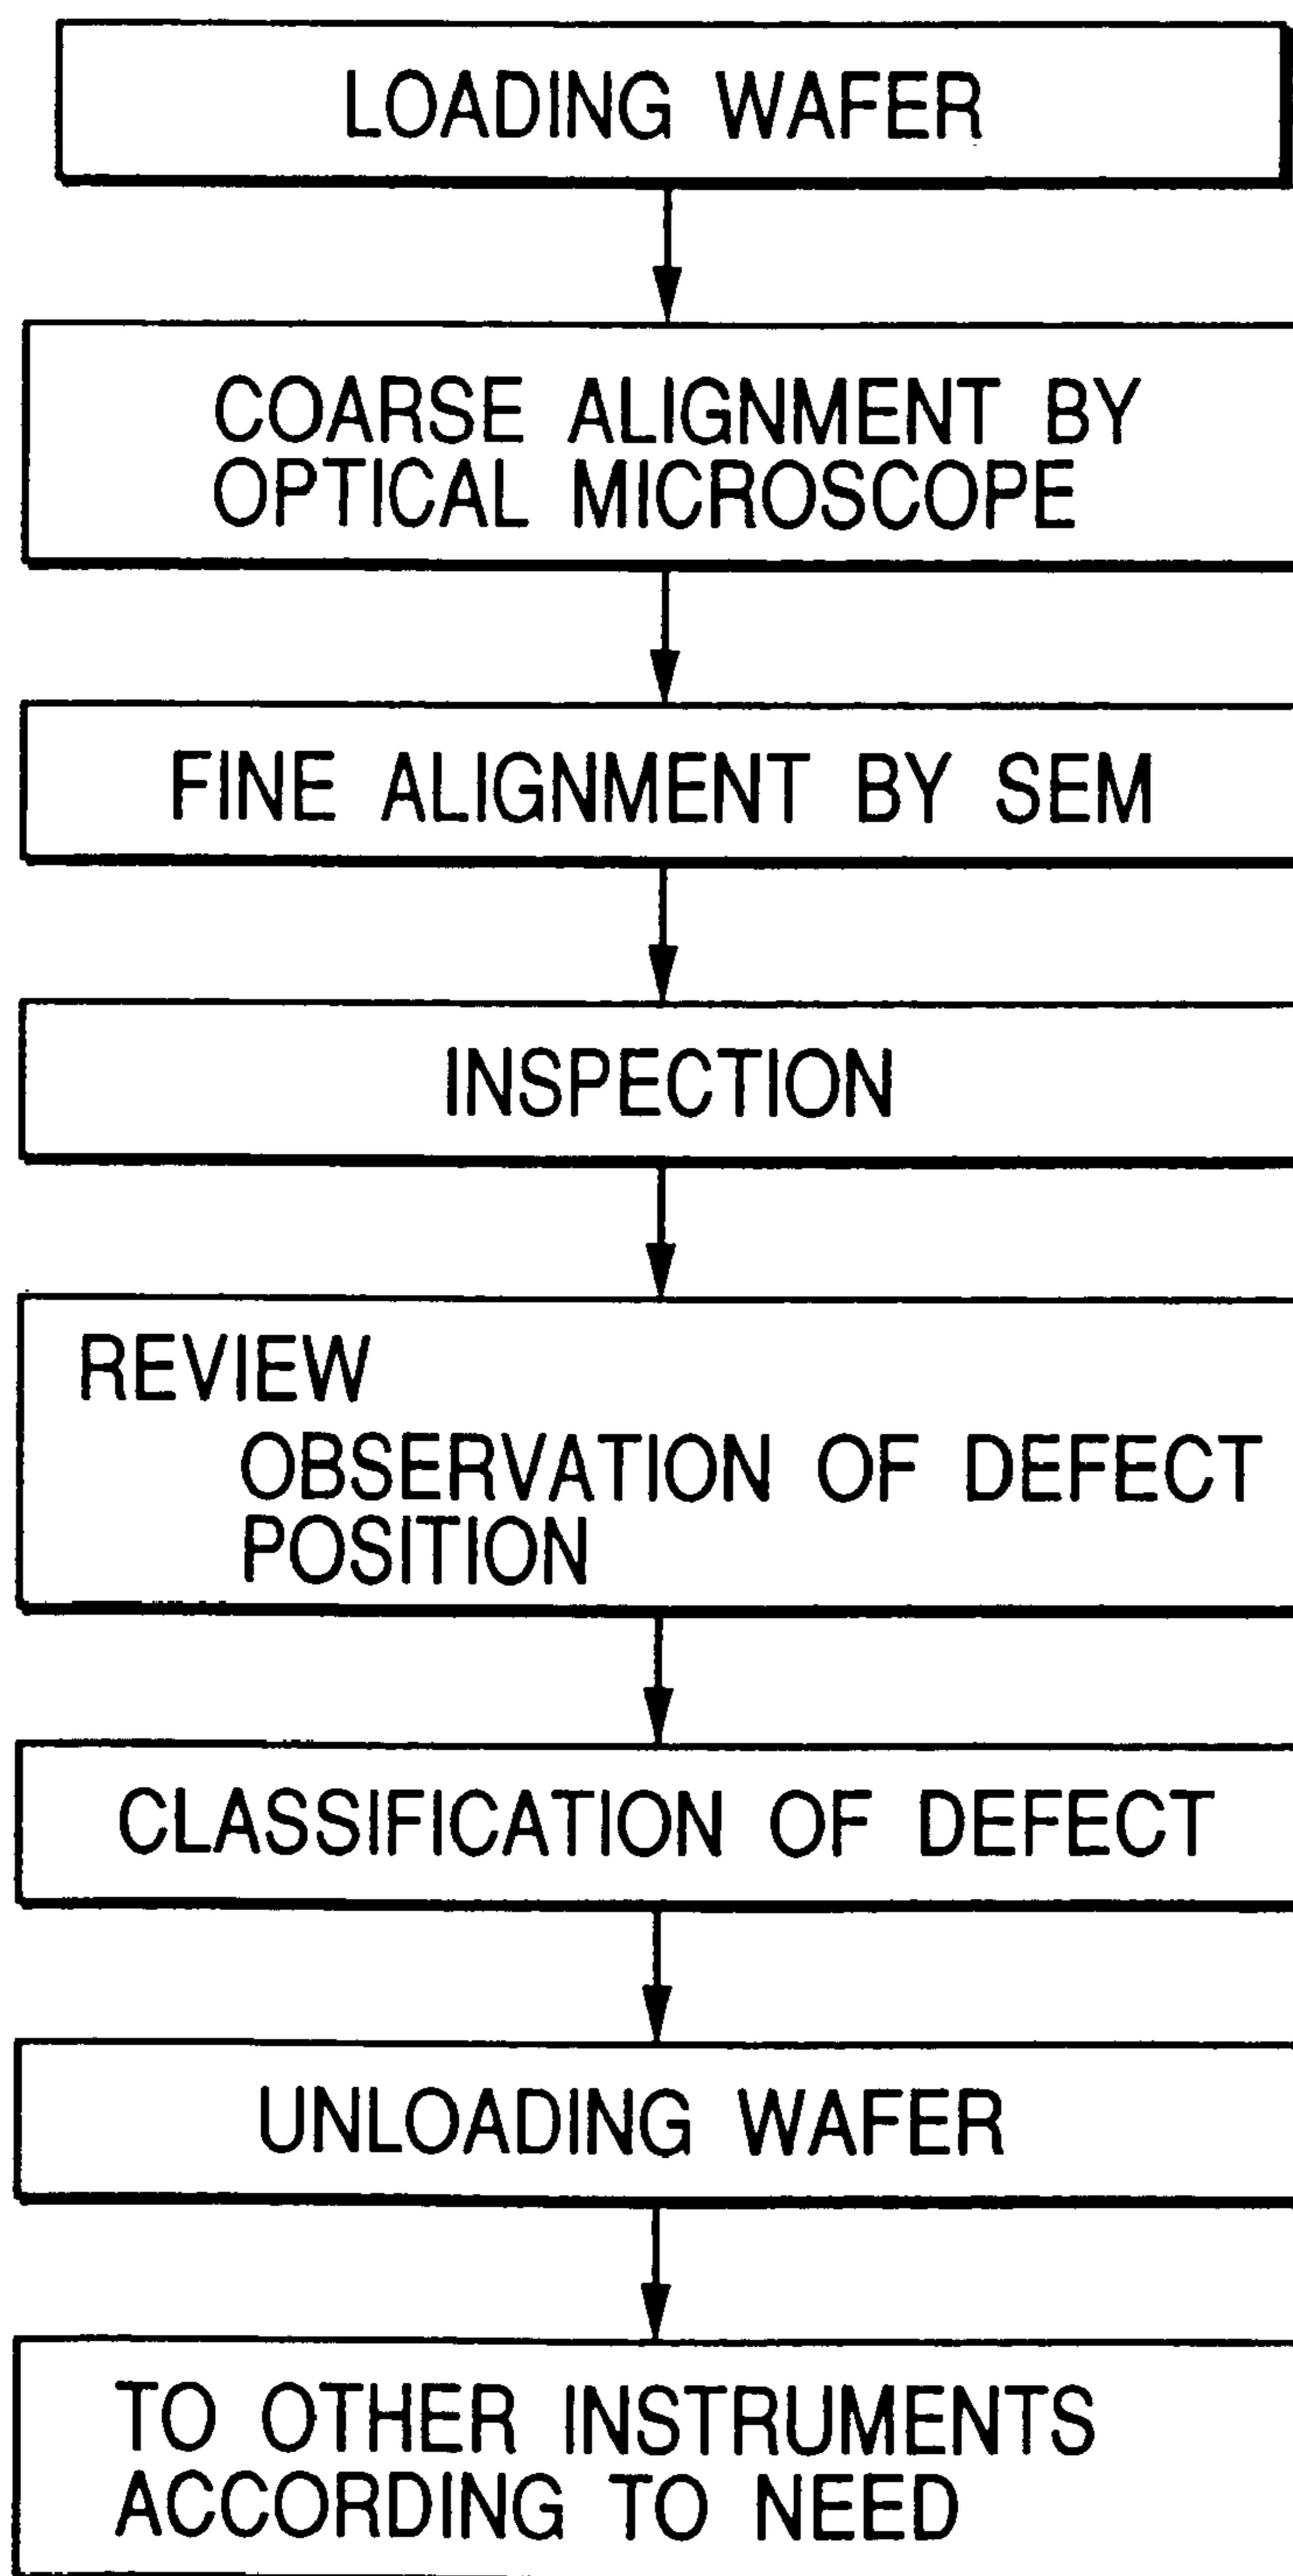 LOADING WAFER
COARSE ALIGNMENT BY
OPTICAL MICROSCOPE
FINE ALIGNMENT BY SEM
INSPECTION
REVIEW
OBSERVATION OF DEFECT
POSITION
CLASSIFICATION OF DEFECT
UNLOADING WAFER
TO OTHER INSTRUMENTS
ACCORDING TO NEED